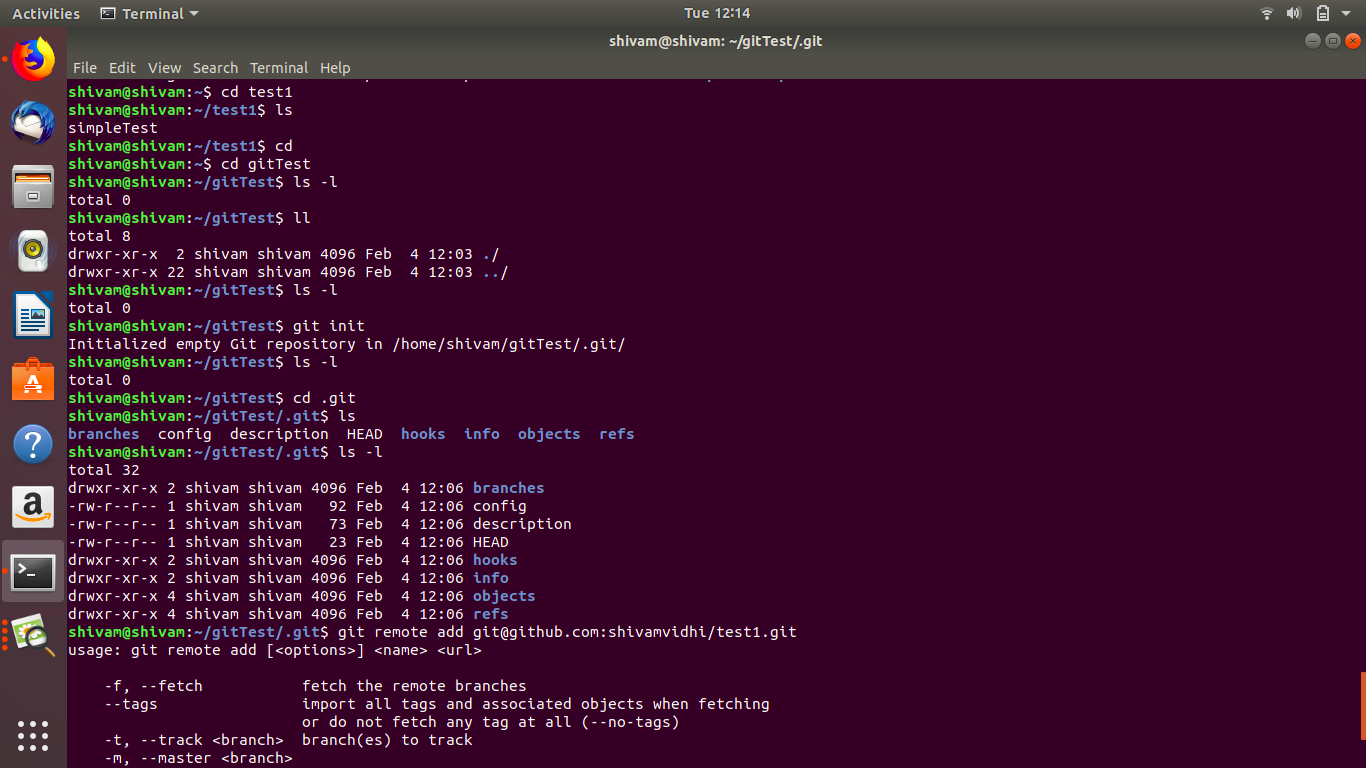 Activities Terminal Tue 12:14
shivam@shivam: ~/gitTest/.git
File Edit View Search Terminal Help
shivam@shivam:~$ cd test1
shivam@shivam:~/test1$ ls
simpleTest
shivam@shivam:~/test1$ cd
shivam@shivam:~$ cd gitTest
shivam@shivam:~/gitTest$ ls -l
total 0
shivam@shivam:~/gitTest$ ll
total 8
drwxr-xr-x  2 shivam shivam 4096 Feb  4 12:03 ./
drwxr-xr-x 22 shivam shivam 4096 Feb  4 12:03 ../
shivam@shivam:~/gitTest$ ls -l
total 0
shivam@shivam:~/gitTest$ git init
Initialized empty Git repository in /home/shivam/gitTest/.git/
shivam@shivam:~/gitTest$ ls -l
total 0
shivam@shivam:~/gitTest$ cd .git
shivam@shivam:~/gitTest/.git$ ls
branches  config  description  HEAD  hooks  info  objects  refs
shivam@shivam:~/gitTest/.git$ ls -l
total 32
drwxr-xr-x 2 shivam shivam 4096 Feb  4 12:06 branches
-rw-r--r-- 1 shivam shivam   92 Feb  4 12:06 config
-rw-r--r-- 1 shivam shivam   73 Feb  4 12:06 description
-rw-r--r-- 1 shivam shivam   23 Feb  4 12:06 HEAD
drwxr-xr-x 2 shivam shivam 4096 Feb  4 12:06 hooks
drwxr-xr-x 2 shivam shivam 4096 Feb  4 12:06 info
drwxr-xr-x 4 shivam shivam 4096 Feb  4 12:06 objects
drwxr-xr-x 4 shivam shivam 4096 Feb  4 12:06 refs
shivam@shivam:~/gitTest/.git$ git remote add git@github.com:shivamvidhi/test1.git
usage: git remote add [<options>] <name> <url>
    -f, --fetch           fetch the remote branches
    --tags                import all tags and associated objects when fetching
                          or do not fetch any tag at all (--no-tags)
    -t, --track <branch>  branch(es) to track
    -m, --master <branch>